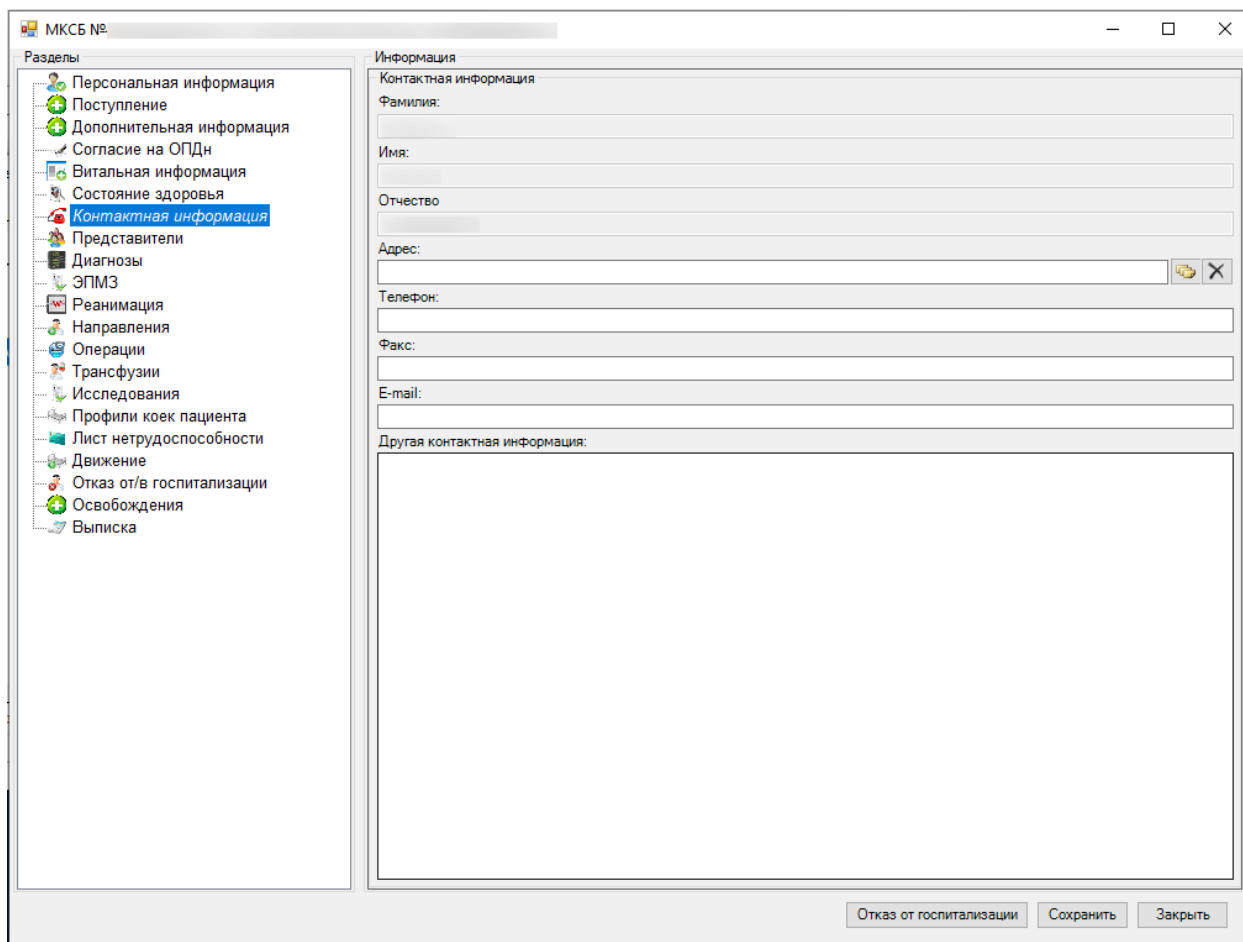 МКСБ №
Разделы
Персональная информация
Поступление
Дополнительная информация
Согласие на ОПДн
Витальная информация
Состояние здоровья
Контактная информация
Представители
Диагнозы
ЭПМЗ
Реанимация
Направления
Операции
Трансфузии
Исследования
Профили коек пациента
Лист нетрудоспособности
Движение
Отказ от/в госпитализации
Освобождения
Выписка
Информация
Контактная информация
Фамилия:
Имя:
Отчество
Адрес:
Телефон:
Факс:
E-mail:
Другая контактная информация:
Отказ от госпитализации
Сохранить
Закрыть